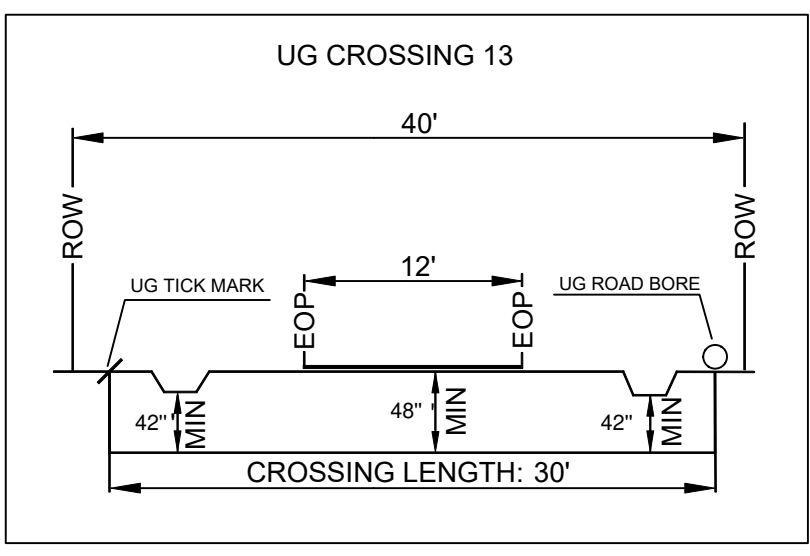 UG CROSSING 13
40'
ROW
ROW
12'
UG TICK MARK
UG ROAD BORE
EOP
EOP
42" MIN
48" MIN
42" MIN
CROSSING LENGTH: 30'